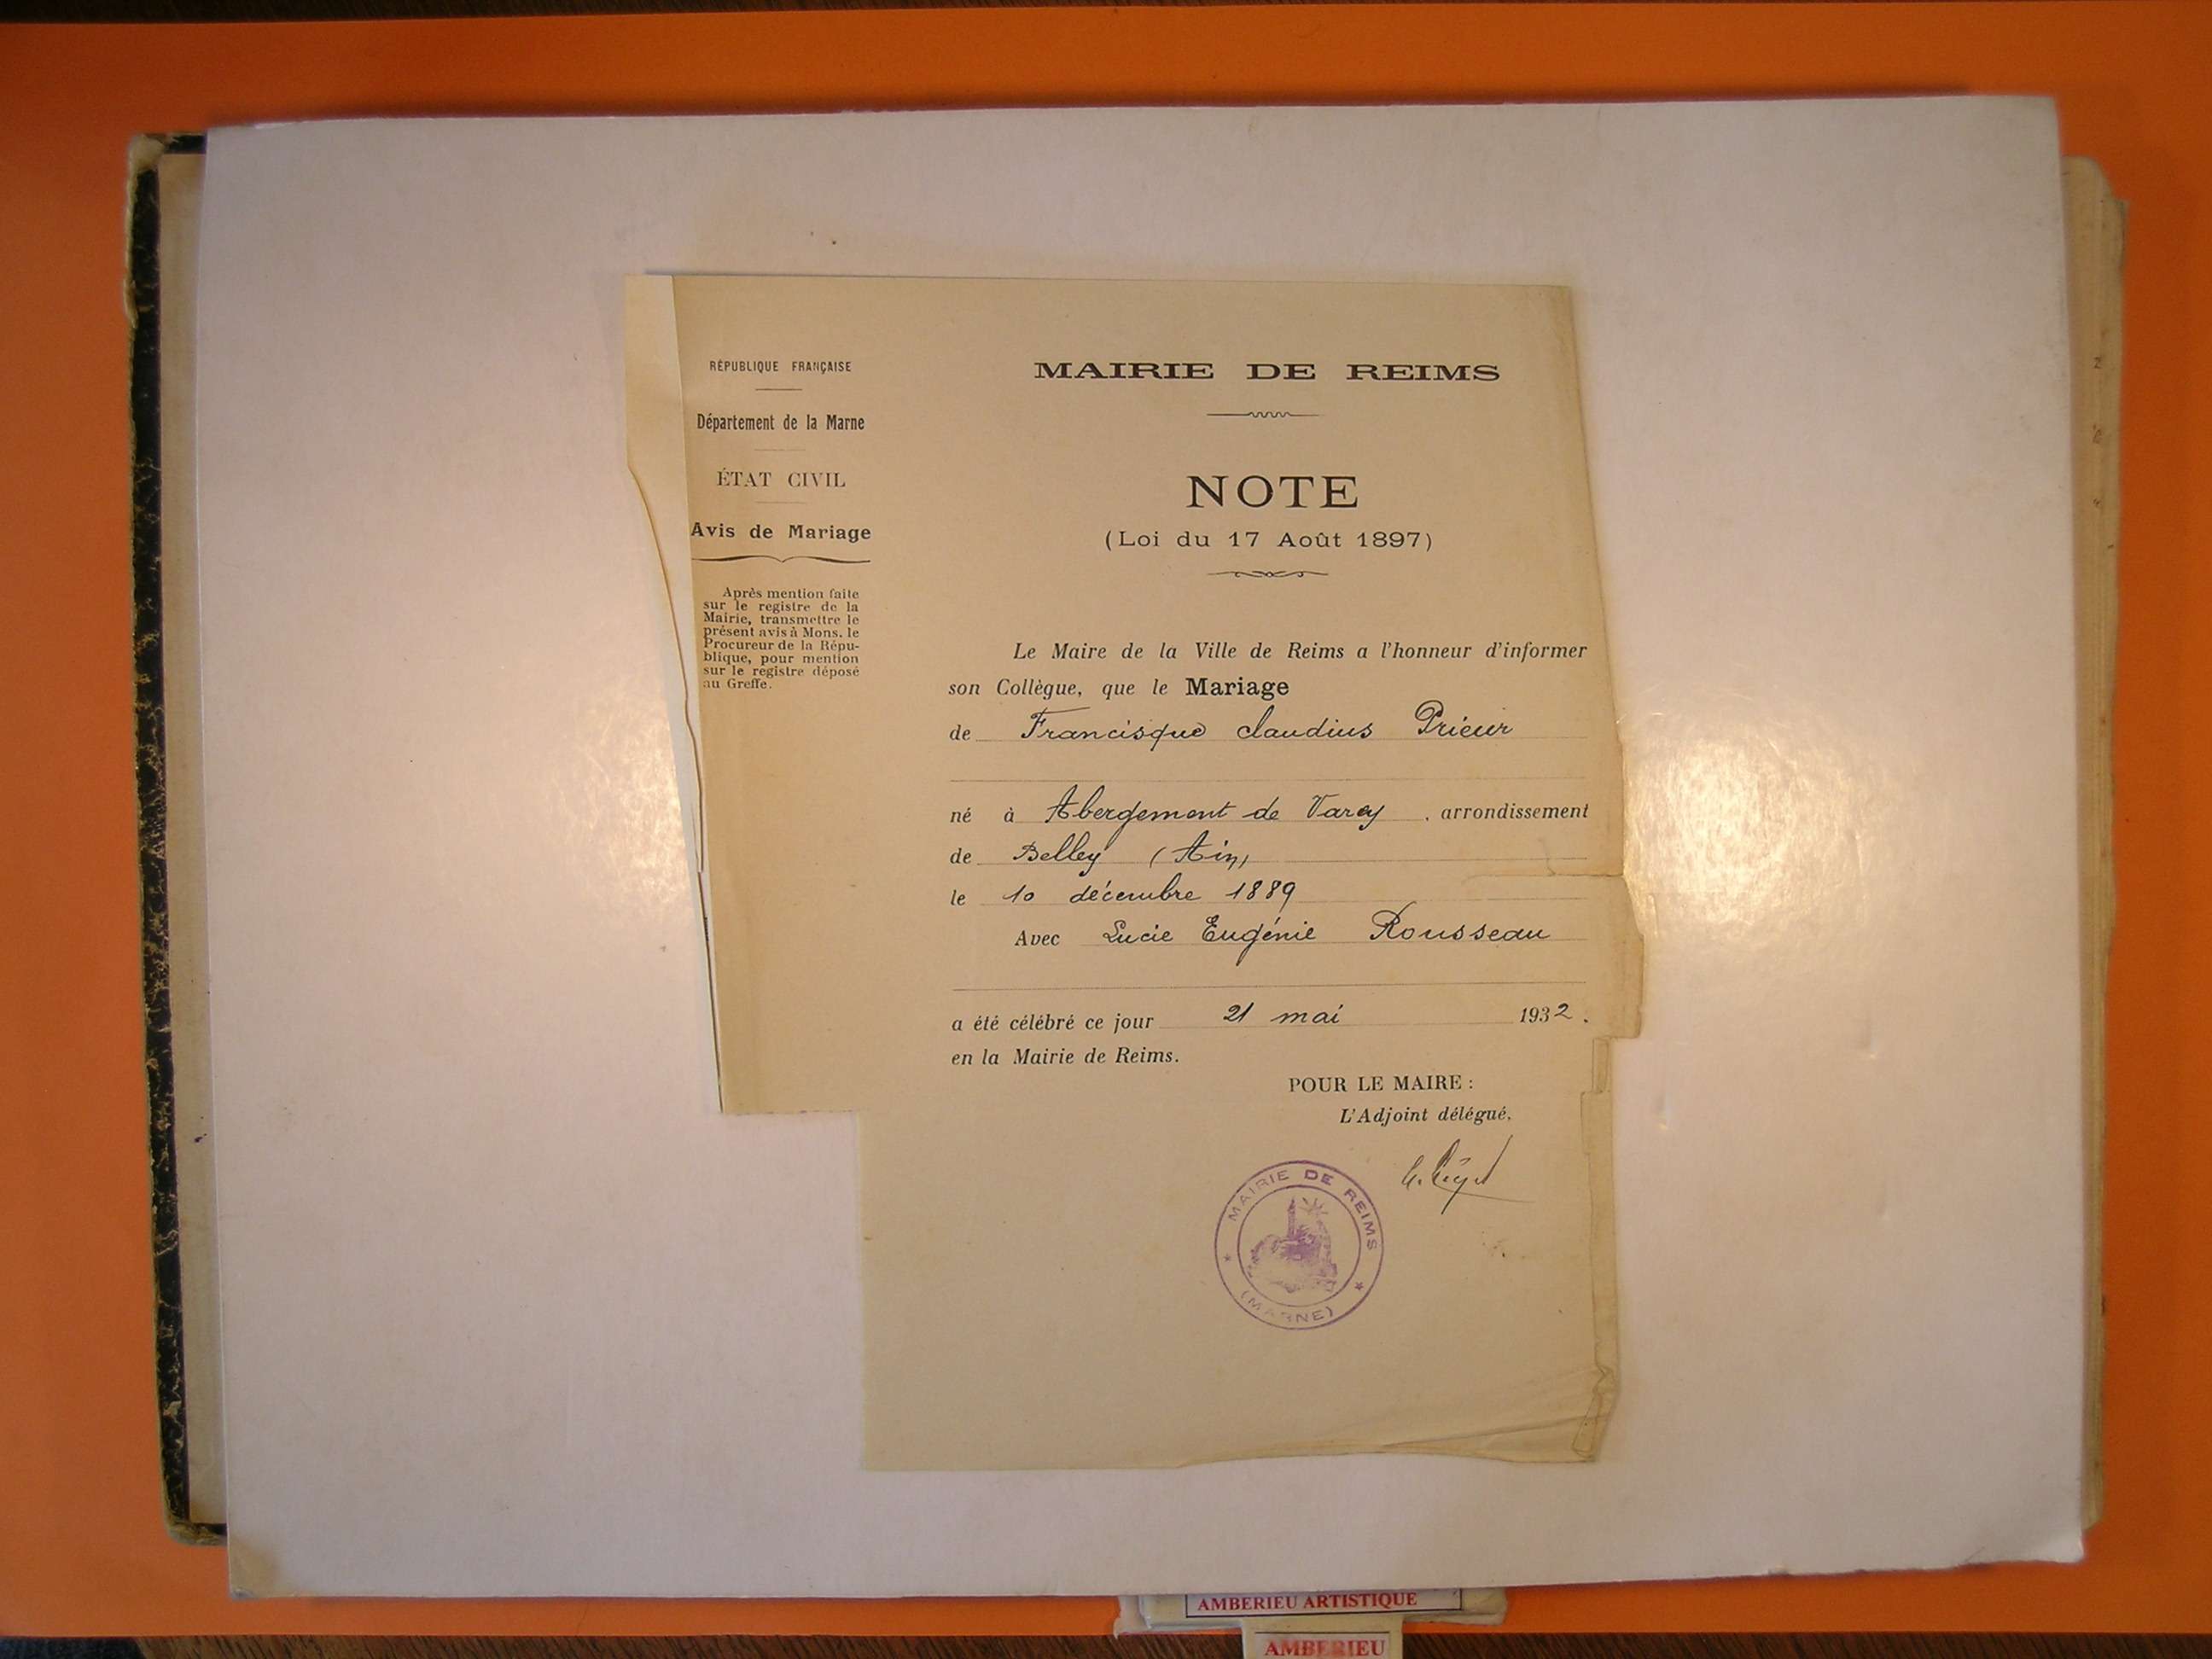 RÉPUBLIQUE FRANÇAISE
Département de la Marne
ÉTAT CIVIL
Avis de Mariage
Après mention faite
sur le registre de la
Mairie, transmettre le
présent avis à Mons. le
Procureur de la Répu-
blique, pour mention
sur le registre déposé
au Greffe.
MAIRIE DE REIMS
NOTE
(Loi du 17 Août 1897)
Le Maire de la Ville de Reims a l'honneur d'informer
son Collègue, que le Mariage
de Francisque Claudius Prieur
né à Abergement de Varey, arrondissement
de Belley (Ain)
le 10 décembre 1889
Avec Lucie Eugénie Rousseau
a été célébré ce jour 21 mai 1932.
en la Mairie de Reims.
POUR LE MAIRE :
L'Adjoint délégué,
MAIRIE DE REIMS
(MARNE)
AMBERIEU ARTISTIQUE
AMBERIEU